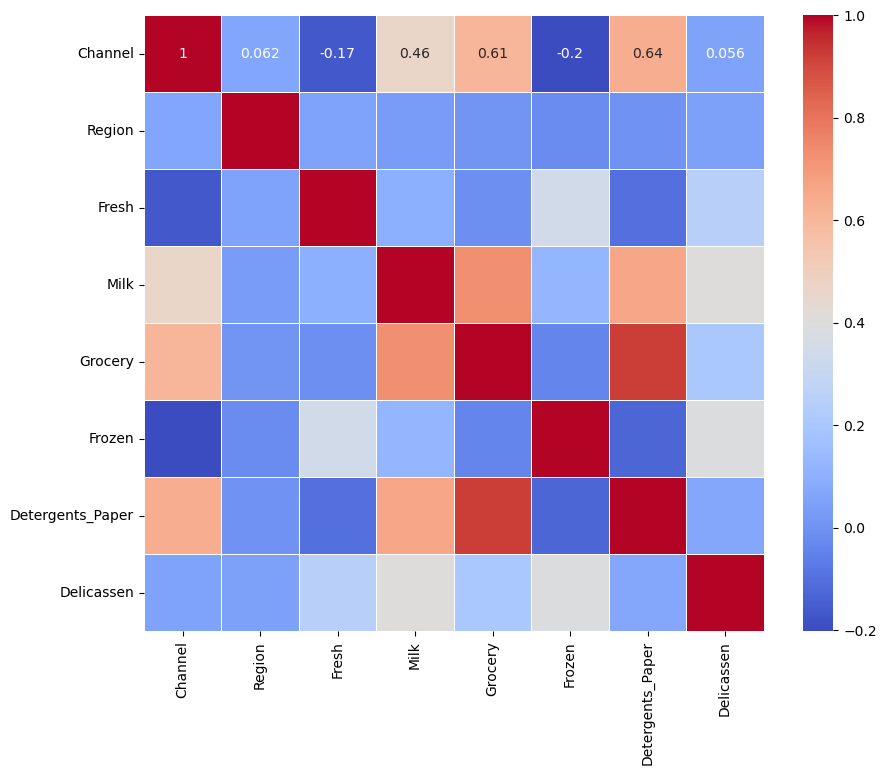 1.0
Channel 1 0.062 -0.17 0.46 0.61 -0.2 0.64 0.056
Region
0.8
Fresh
0.6
Milk
0.4
Grocery
Frozen
0.2
Detergents_Paper
0.0
Delicassen
−0.2
Channel Region Fresh Milk Grocery Frozen Detergents_Paper Delicassen